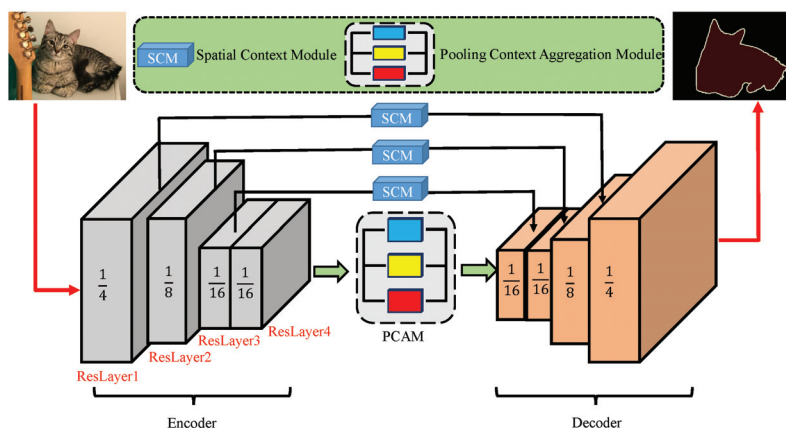 SCM
Spatial Context Module
Pooling Context Aggregation Module
SCM
SCM
SCM
1/4
1/8
1/16
1/16
1/16
1/16
1/8
1/4
PCAM
ResLayer1
ResLayer2
ResLayer3
ResLayer4
Encoder
Decoder